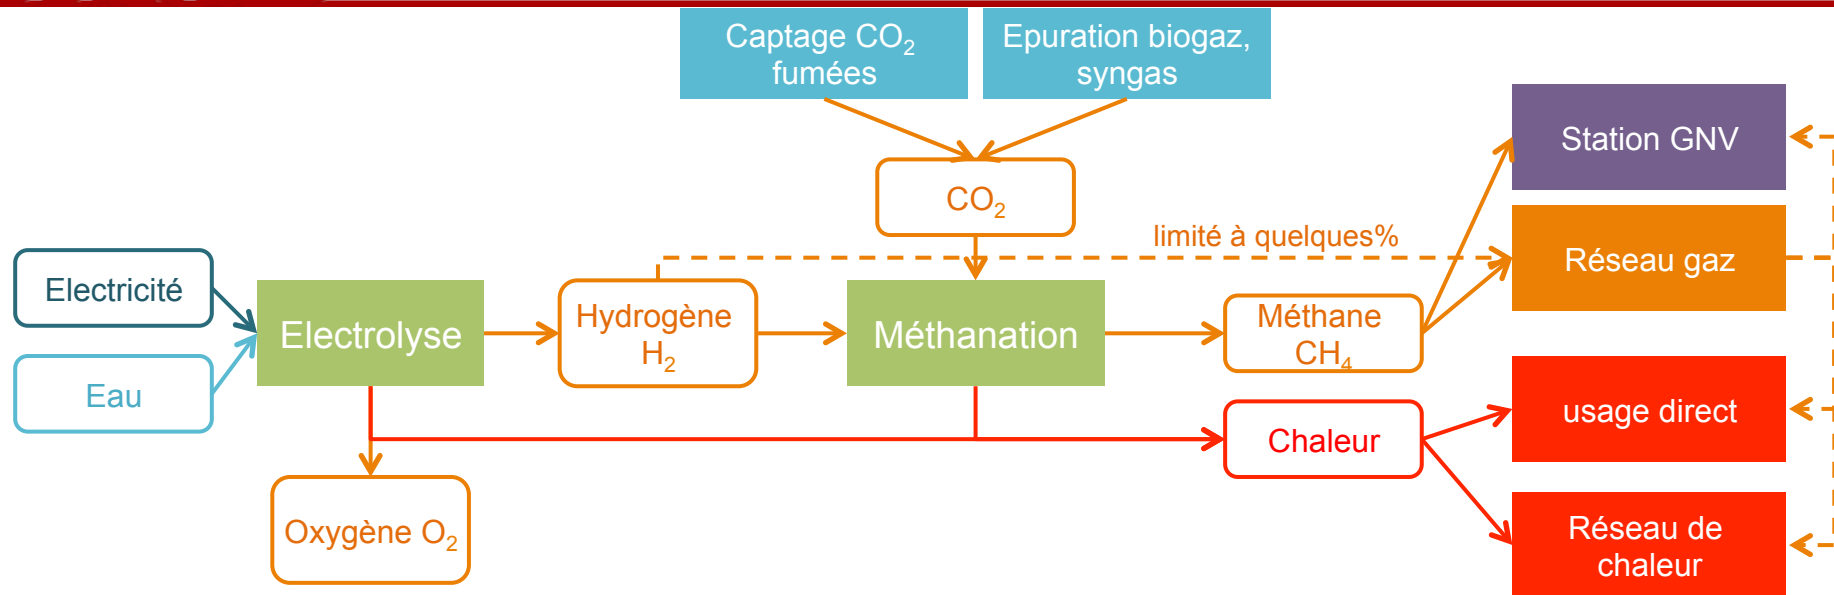 Captage CO₂
fumées
Epuration biogaz,
syngas
Station GNV
CO₂
limité à quelques%
Réseau gaz
Electricité
Electrolyse
Hydrogène
H₂
Méthanation
Méthane
CH₄
Eau
usage direct
Chaleur
Oxygène O₂
Réseau de
chaleur